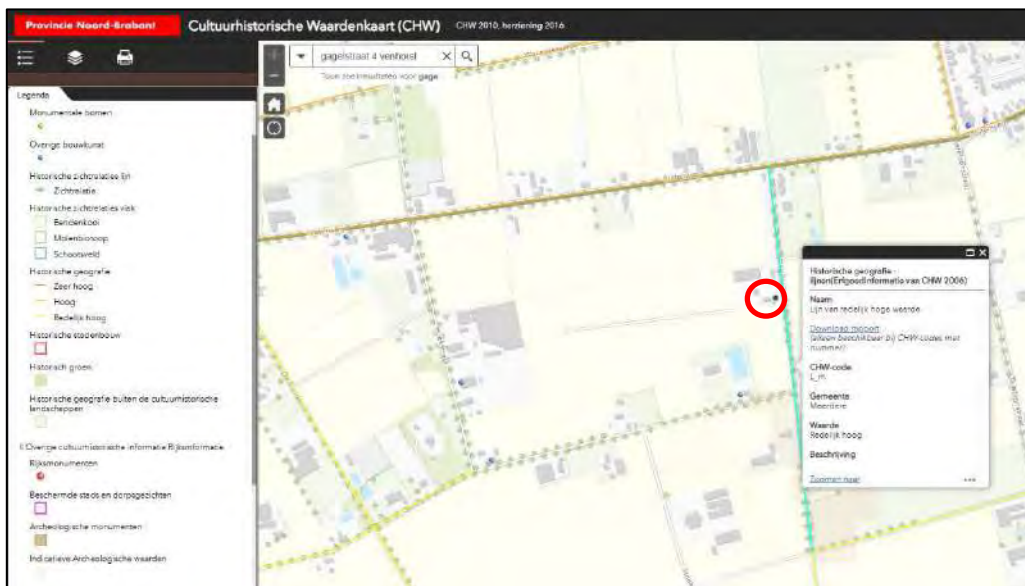 Provincie Noord-Brabant
Cultuurhistorische Waardenkaart (CHW)
CHW 2010, herziening 2016
gagelstraat 4 venhorst
Toon zoekresultaten voor gage
Legenda
Monumentale bomen
Overige bouwkunst
Historische zichtrelaties lijn
Zichtrelatie
Historische zichtrelaties vlak
Eendenkooi
Molenbiotoop
Schootsveld
Historische geografie
Zeer hoog
Hoog
Redelijk hoog
Historische stedenbouw
Historisch groen
Historische geografie buiten de cultuurhistorische
landschappen
Overige cultuurhistorische informatie Rijksinformatie
Rijksmonumenten
Beschermde stads en dorpsgezichten
Archeologische monumenten
Indicatieve Archeologische waarden
Historische geografie -
lijnen(Erfgoedinformatie van CHW 2006)
Naam
Lijn van redelijk hoge waarde
Download rapport
(alleen beschikbaar bij CHW-codes met
nummer)
CHW-code
L_rh
Gemeente
Meerdere
Waarde
Redelijk hoog
Beschrijving
Zoomen naar